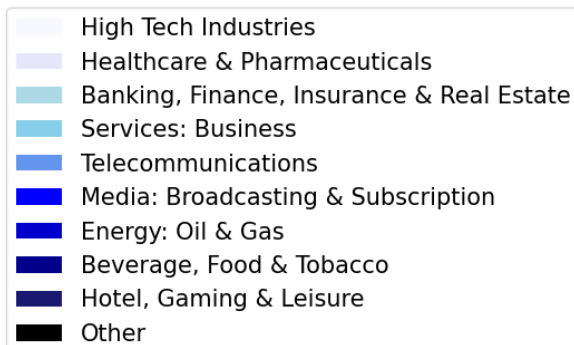 High Tech Industries
Healthcare & Pharmaceuticals
Banking, Finance, Insurance & Real Estate
Services: Business
Telecommunications
Media: Broadcasting & Subscription
Energy: Oil & Gas
Beverage, Food & Tobacco
Hotel, Gaming & Leisure
Other